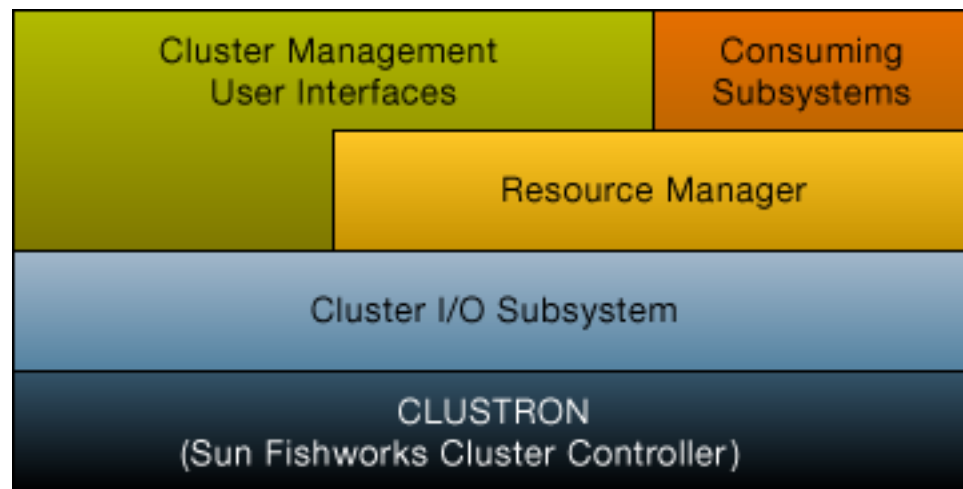 Cluster Management
User Interfaces
Consuming
Subsystems
Resource Manager
Cluster I/O Subsystem
CLUSTRON
(Sun Fishworks Cluster Controller)